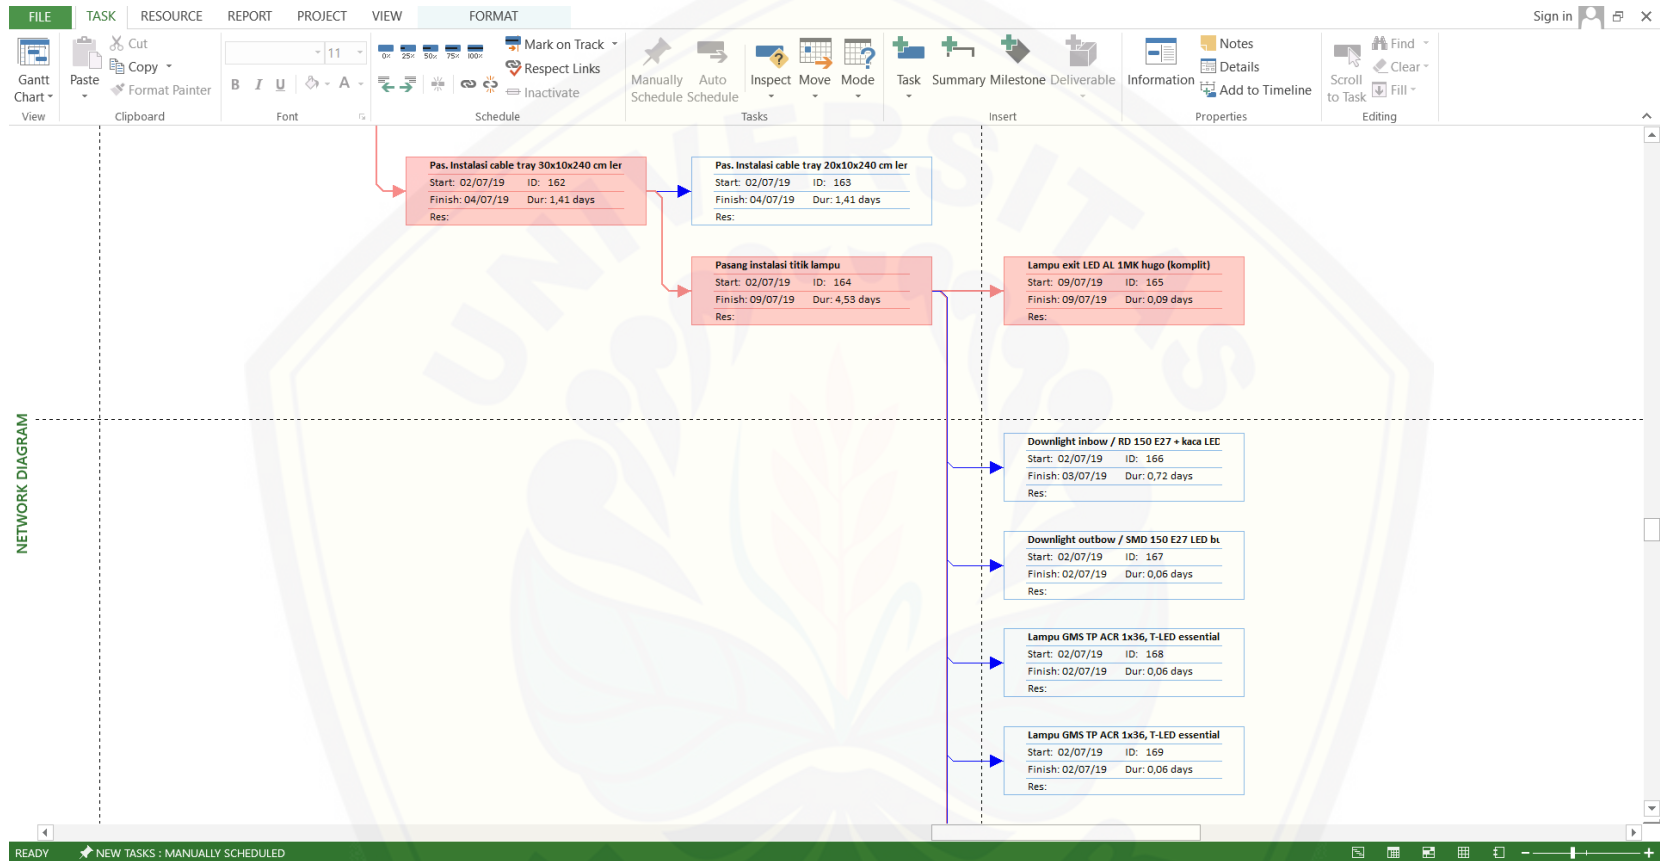 FILE TASK RESOURCE REPORT PROJECT VIEW FORMAT Sign in
Gantt Chart
View
Paste
Cut
Copy
Format Painter
Clipboard
11
B I U A
Font
0% 25% 50% 75% 100%
Mark on Track
Respect Links
Inactivate
Schedule
Manually Schedule
Auto Schedule
Inspect
Move
Mode
Tasks
Task
Summary
Milestone
Deliverable
Insert
Information
Notes
Details
Add to Timeline
Properties
Scroll to Task
Find
Clear
Fill
Editing
UNIVERSITAS
NETWORK DIAGRAM
Pas. Instalasi cable tray 30x10x240 cm ler
Start: 02/07/19 ID: 162
Finish: 04/07/19 Dur: 1,41 days
Res:
Pas. Instalasi cable tray 20x10x240 cm ler
Start: 02/07/19 ID: 163
Finish: 04/07/19 Dur: 1,41 days
Res:
Pasang instalasi titik lampu
Start: 02/07/19 ID: 164
Finish: 09/07/19 Dur: 4,53 days
Res:
Lampu exit LED AL 1MK hugo (komplit)
Start: 09/07/19 ID: 165
Finish: 09/07/19 Dur: 0,09 days
Res:
Downlight inbow / RD 150 E27 + kaca LED
Start: 02/07/19 ID: 166
Finish: 03/07/19 Dur: 0,72 days
Res:
Downlight outbow / SMD 150 E27 LED bu
Start: 02/07/19 ID: 167
Finish: 02/07/19 Dur: 0,06 days
Res:
Lampu GMS TP ACR 1x36, T-LED essential
Start: 02/07/19 ID: 168
Finish: 02/07/19 Dur: 0,06 days
Res:
Lampu GMS TP ACR 1x36, T-LED essential
Start: 02/07/19 ID: 169
Finish: 02/07/19 Dur: 0,06 days
Res:
READY NEW TASKS : MANUALLY SCHEDULED